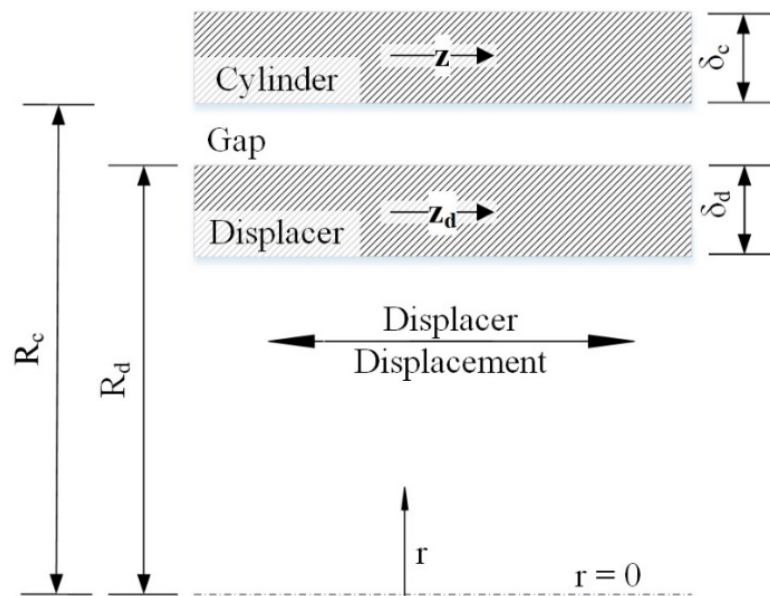 z
δc
Cylinder
Gap
zd
δd
Displacer
Rc
Rd
Displacer
Displacement
r
r = 0